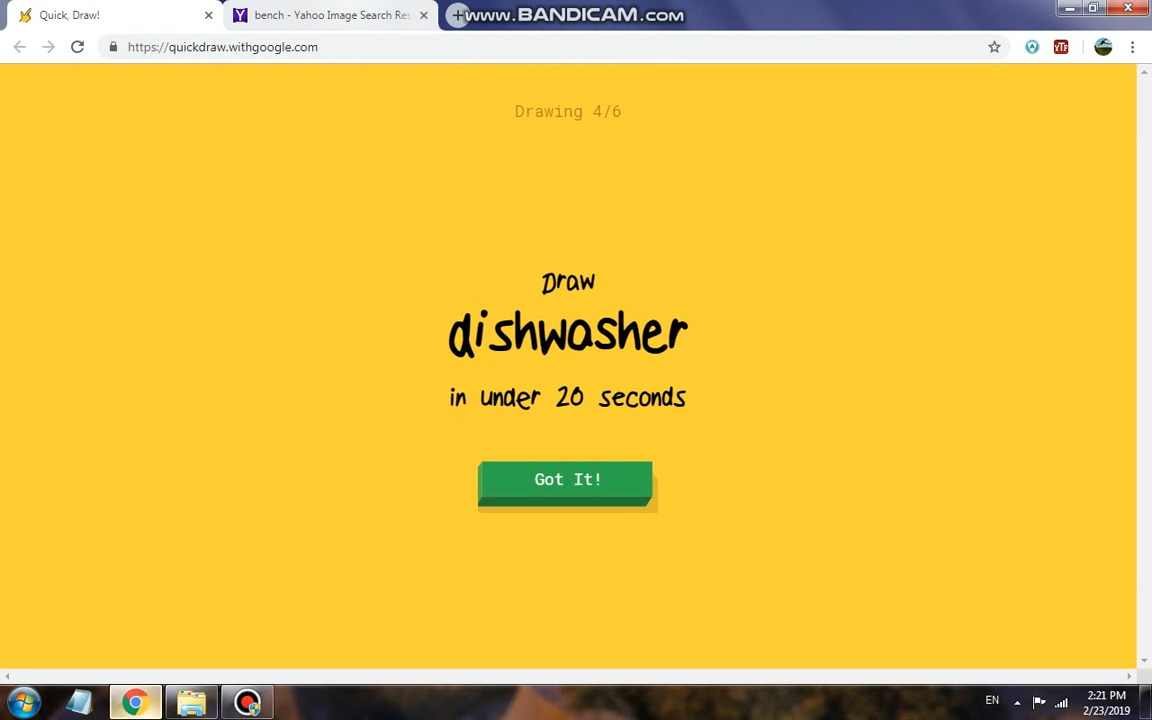 Quick, Draw!
bench - Yahoo Image Search Res
www.BANDICAM.com
https://quickdraw.withgoogle.com
YTF
Drawing 4/6
Draw
dishwasher
in under 20 seconds
Got It!
EN
2:21 PM
2/23/2019